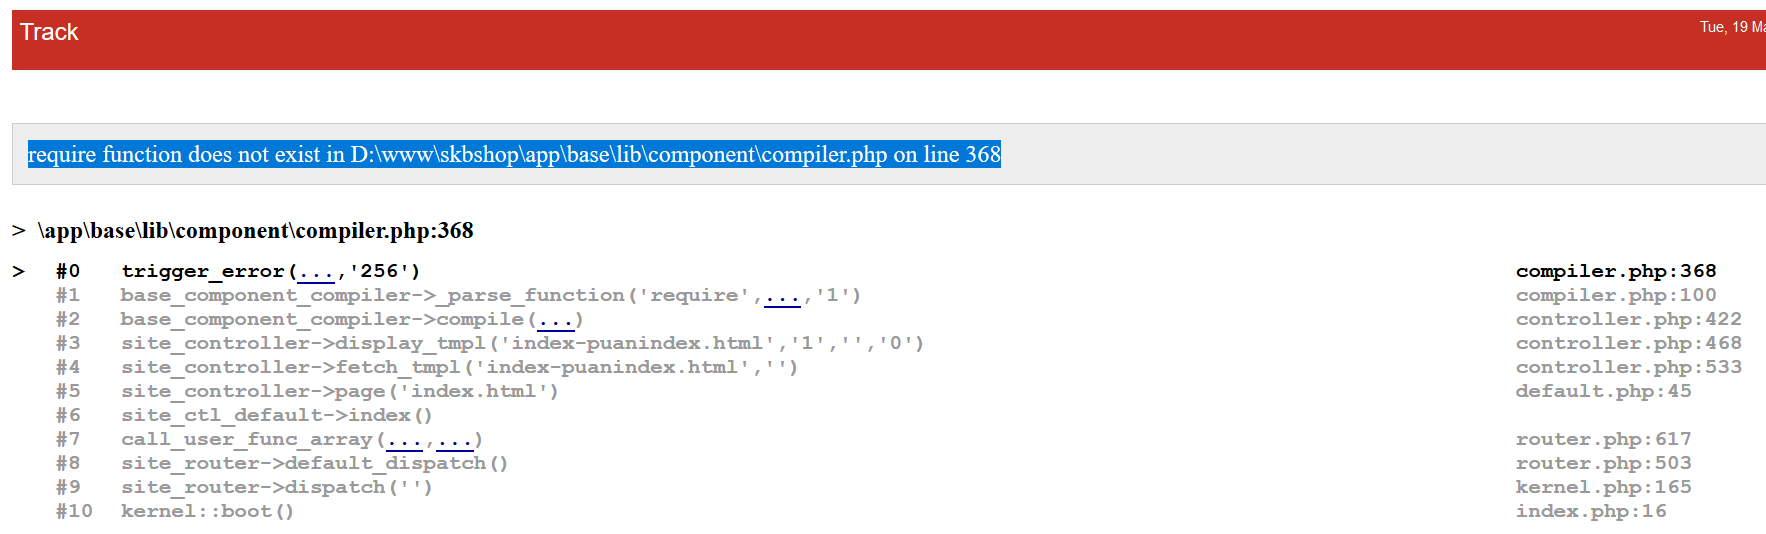 Track
Tue, 19 Ma
require function does not exist in D:\www\skbshop\app\base\lib\component\compiler.php on line 368
> \app\base\lib\component\compiler.php:368
> #0 trigger_error(...,'256') compiler.php:368
#1 base_component_compiler->_parse_function('require',...,'1') compiler.php:100
#2 base_component_compiler->compile(...) controller.php:422
#3 site_controller->display_tmpl('index-puanindex.html','1','','0') controller.php:468
#4 site_controller->fetch_tmpl('index-puanindex.html','') controller.php:533
#5 site_controller->page('index.html') default.php:45
#6 site_ctl_default->index()
#7 call_user_func_array(...,...) router.php:617
#8 site_router->default_dispatch() router.php:503
#9 site_router->dispatch('') kernel.php:165
#10 kernel::boot() index.php:16